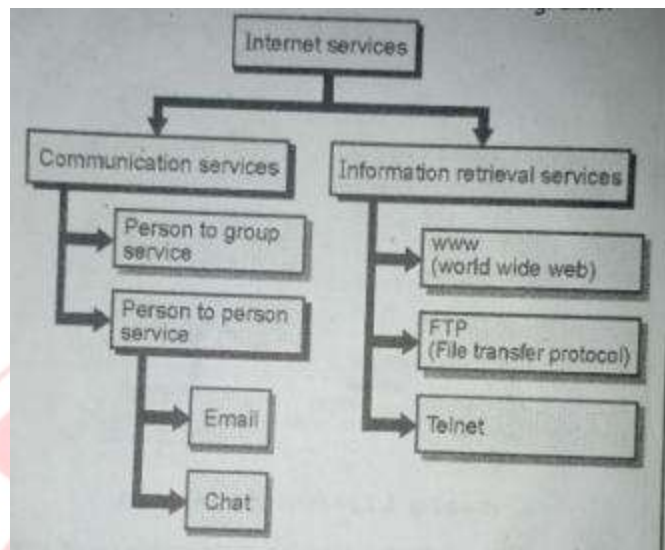 Internet services
Communication services
Person to group
service
Person to person
service
Email
Chat
Information retrieval services
www
(world wide web)
FTP
(File transfer protocol)
Telnet